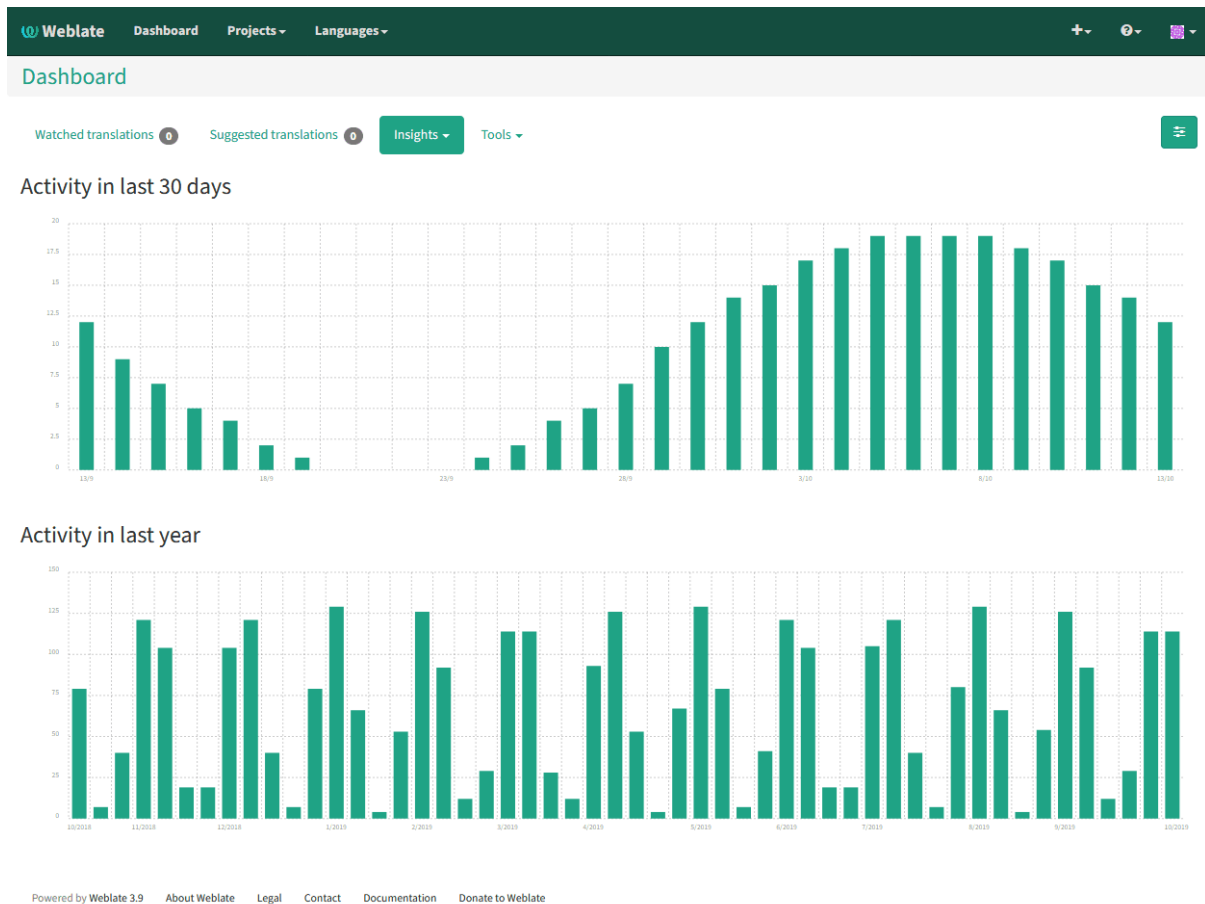 Weblate Dashboard Projects Languages
Dashboard
Watched translations 0 Suggested translations 0 Insights Tools
Activity in last 30 days
20
17.5
15
12.5
10
7.5
5
2.5
0
13/9 18/9 23/9 28/9 3/10 8/10 13/10
Activity in last year
150
125
100
75
50
25
0
10/2018 11/2018 12/2018 1/2019 2/2019 3/2019 4/2019 5/2019 6/2019 7/2019 8/2019 9/2019 10/2019
Powered by Weblate 3.9 About Weblate Legal Contact Documentation Donate to Weblate